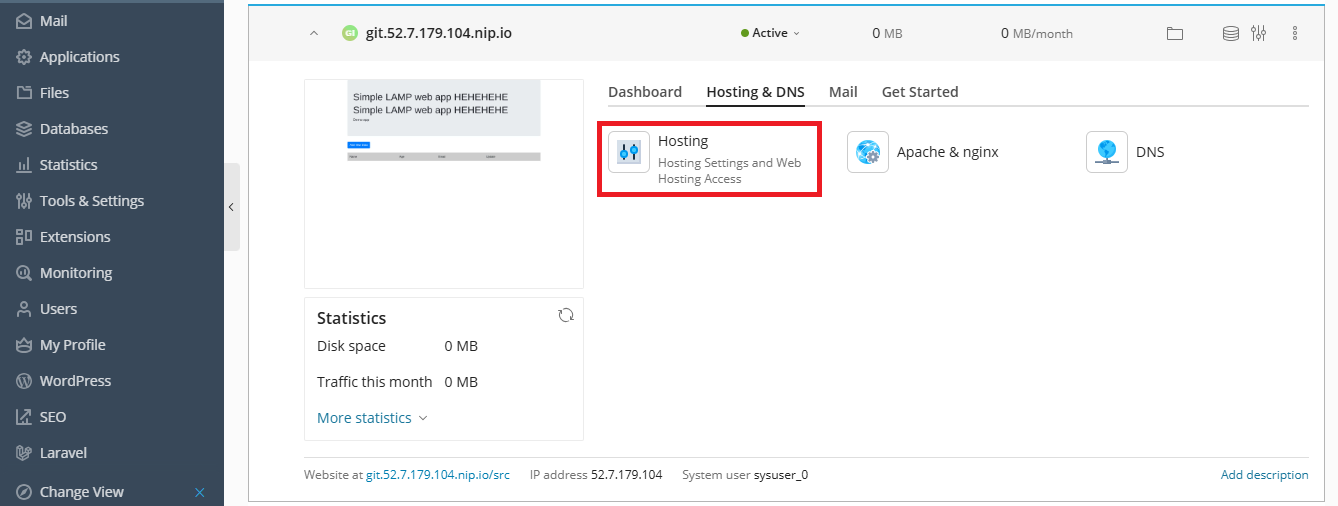 Mail
Applications
Files
Databases
Statistics
Tools & Settings
Extensions
Monitoring
Users
My Profile
WordPress
SEO
Laravel
Change View
GI git.52.7.179.104.nip.io Active 0 MB 0 MB/month
Simple LAMP web app HEHEHEHE
Simple LAMP web app HEHEHEHE
Dashboard Hosting & DNS Mail Get Started
Hosting
Hosting Settings and Web
Hosting Access
Apache & nginx
DNS
Statistics
Disk space 0 MB
Traffic this month 0 MB
More statistics
Website at git.52.7.179.104.nip.io/src IP address 52.7.179.104 System user sysuser_0 Add description